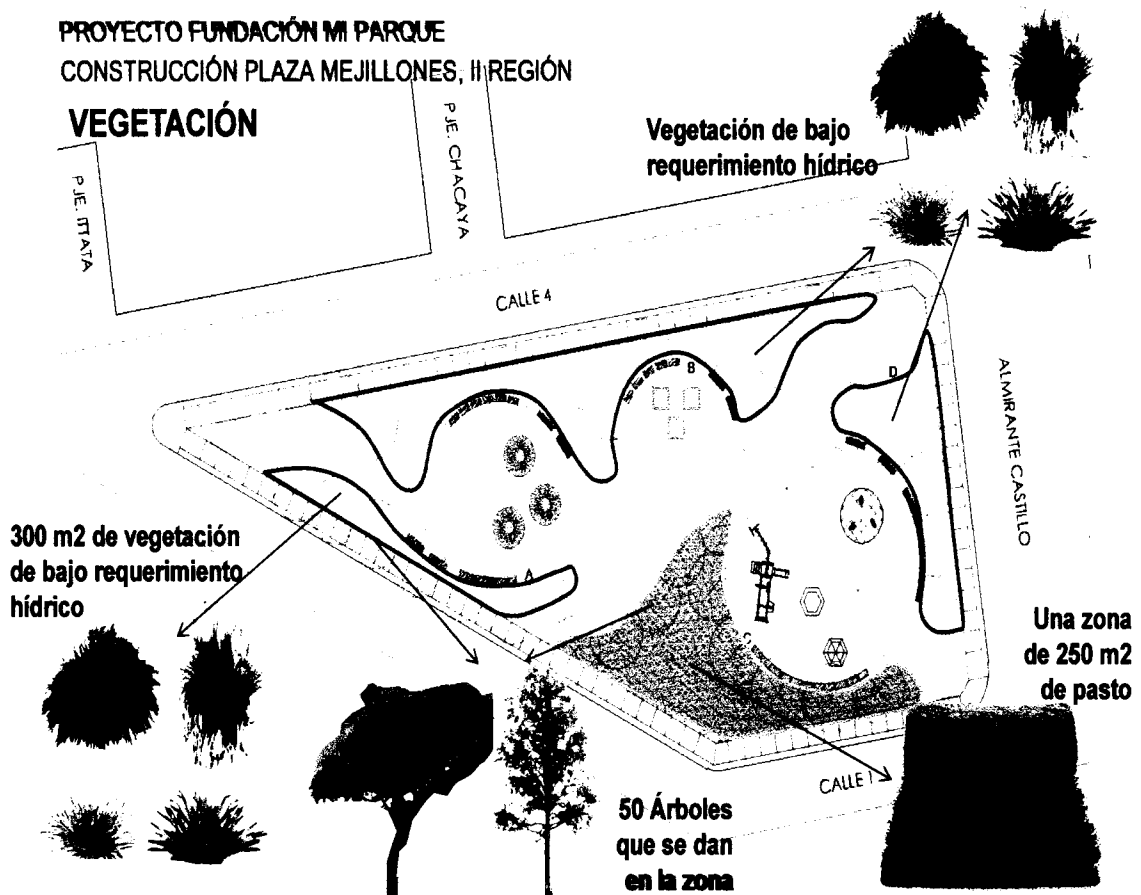 PROYECTO FUNDACIÓN MI PARQUE
CONSTRUCCIÓN PLAZA MEJILLONES, II REGIÓN
VEGETACIÓN
PJE. ITATA
PJE. CHACAYA
Vegetación de bajo
requerimiento hídrico
CALLE 4
ALMIRANTE CASTILLO
B
D
A
C
300 m2 de vegetación
de bajo requerimiento
hídrico
Una zona
de 250 m2
de pasto
CALLE 1
50 Árboles
que se dan
en la zona